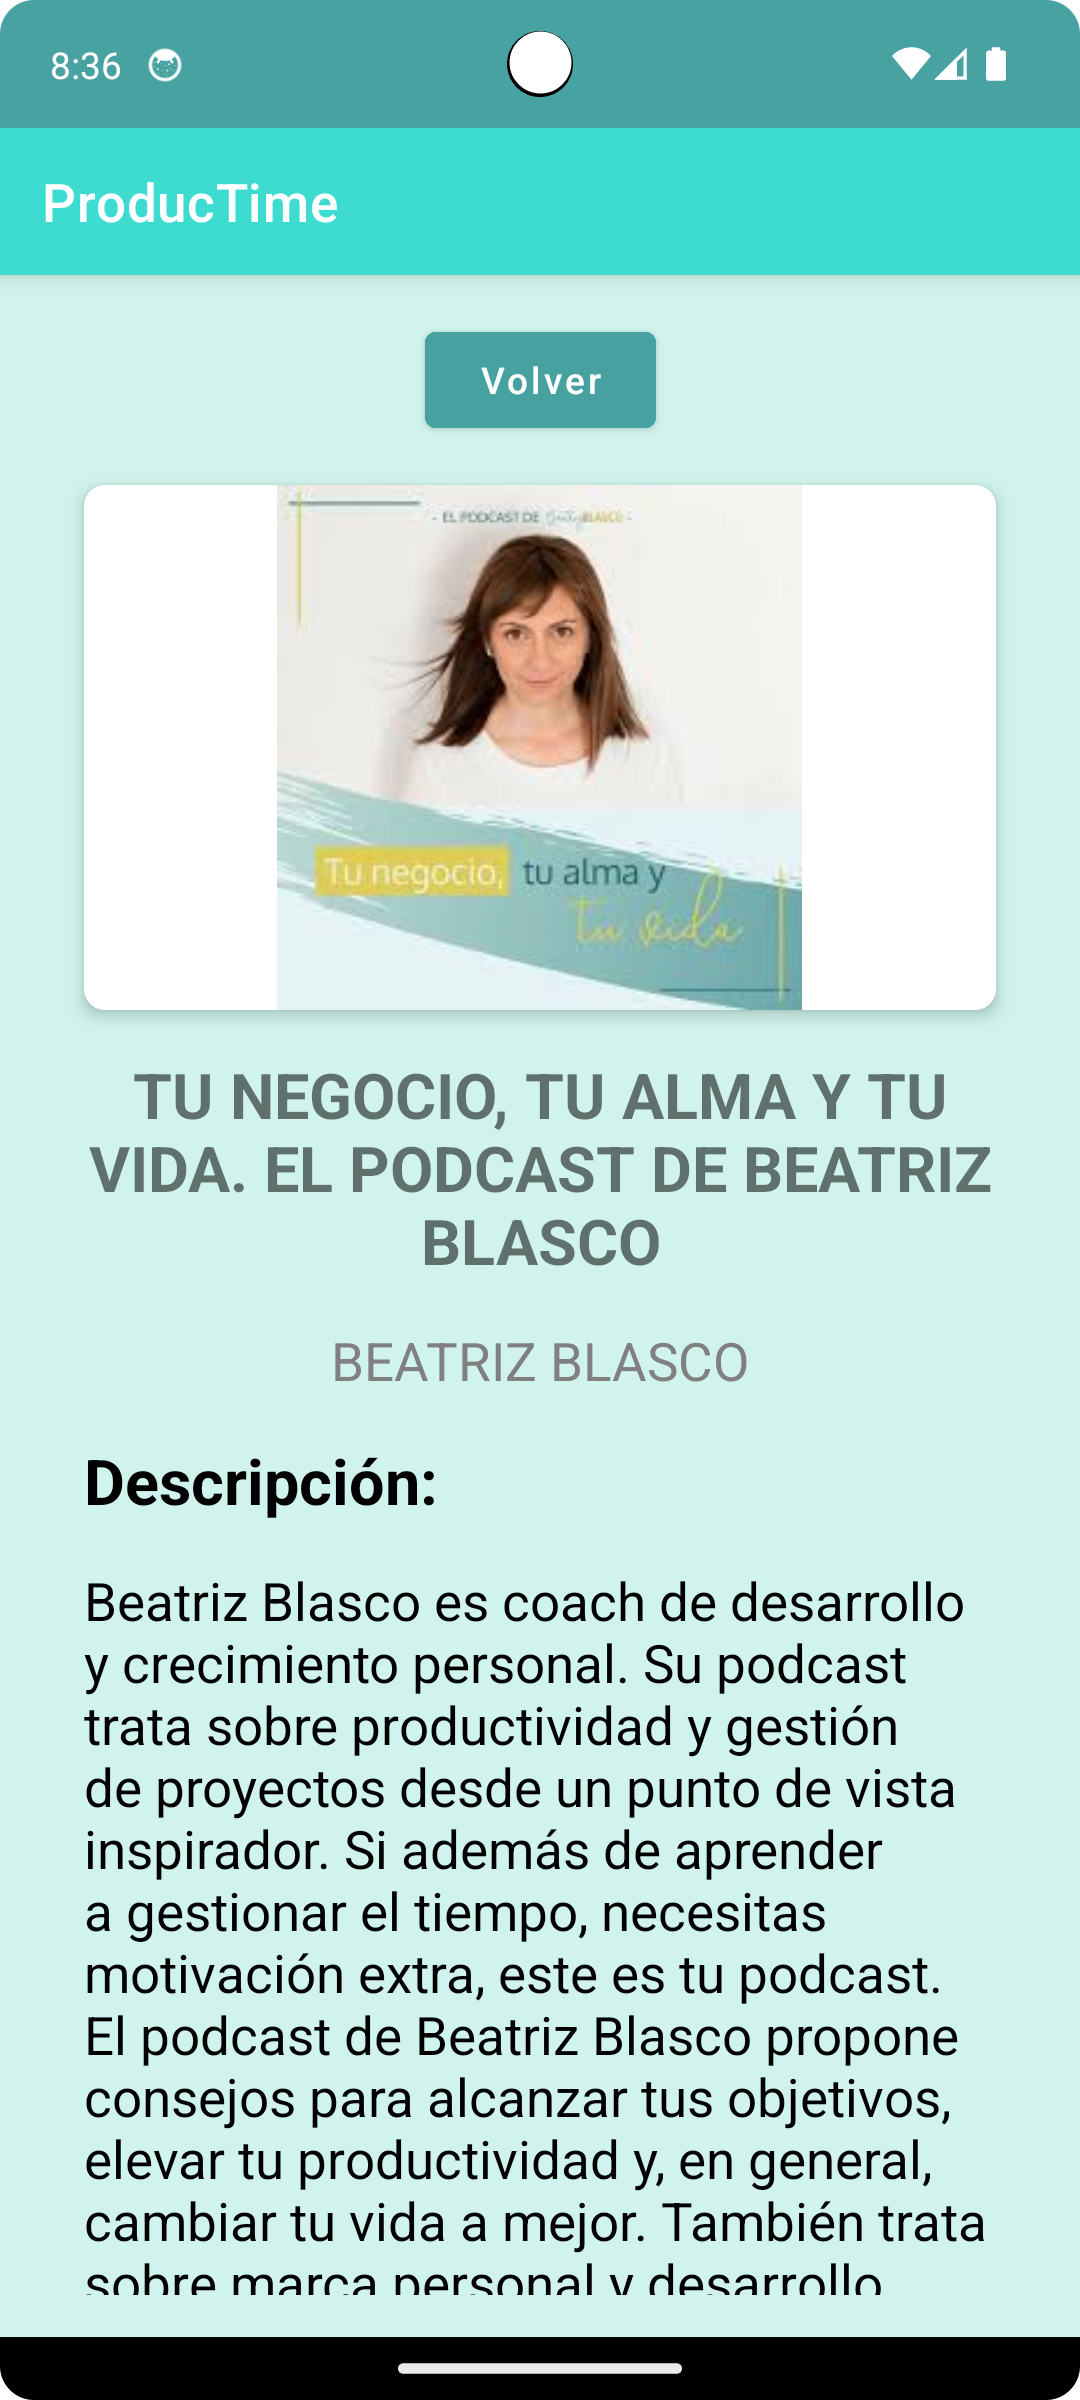 8:36
ProducTime
Volver
- EL PODCAST DE BLASCO -
Tu negocio, tu alma y
tu vida
TU NEGOCIO, TU ALMA Y TU
VIDA. EL PODCAST DE BEATRIZ
BLASCO
BEATRIZ BLASCO
Descripción:
Beatriz Blasco es coach de desarrollo
y crecimiento personal. Su podcast
trata sobre productividad y gestión
de proyectos desde un punto de vista
inspirador. Si además de aprender
a gestionar el tiempo, necesitas
motivación extra, este es tu podcast.
El podcast de Beatriz Blasco propone
consejos para alcanzar tus objetivos,
elevar tu productividad y, en general,
cambiar tu vida a mejor. También trata
sobre marca personal y desarrollo